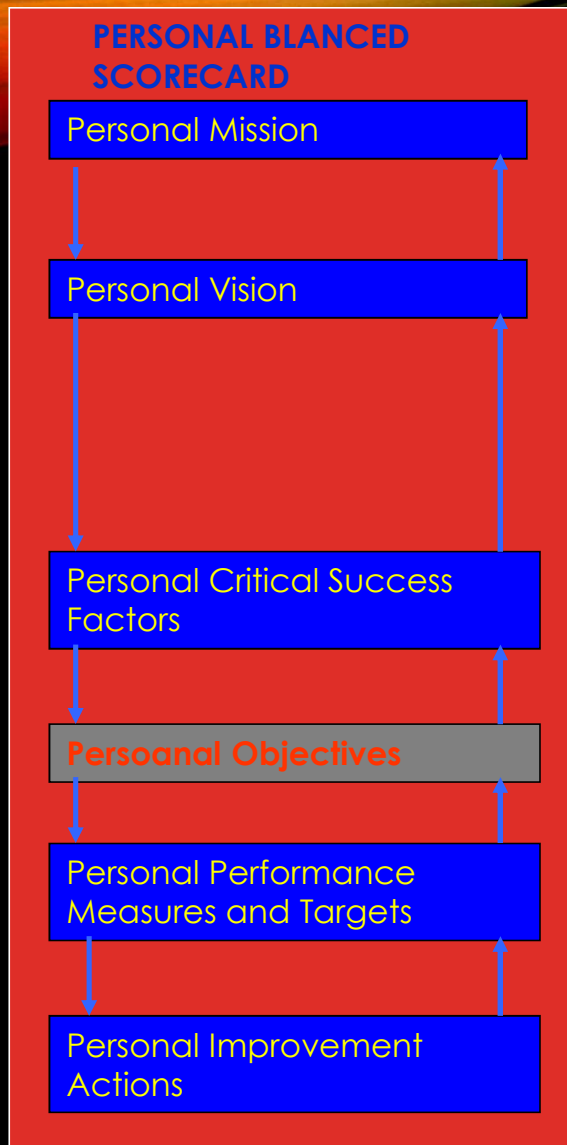 PERSONAL BLANCED
SCORECARD
Personal Mission
Personal Vision
Personal Critical Success
Factors
Persoanal Objectives
Personal Performance
Measures and Targets
Personal Improvement
Actions